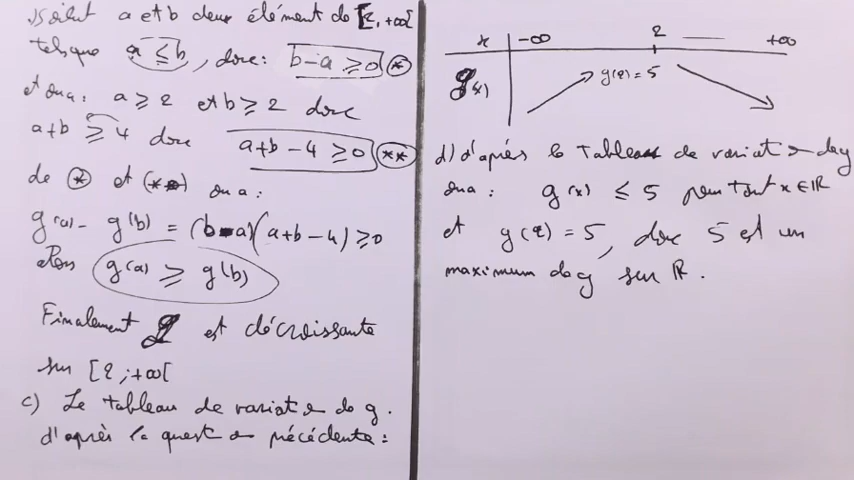 Soient a et b deux élément de [2, +∞[
tels que a ≤ b, donc: b-a ≥ 0 (*)
et on a: a ≥ 2 et b ≥ 2 donc
a+b ≥ 4 donc a+b-4 ≥ 0 (**)
de (*) et (**) on a:
g(a) - g(b) = (b-a)(a+b-4) ≥ 0
alors g(a) ≥ g(b)
Finalement g est décroissante
sur [2; +∞[
c) Le tableau de variation de g.
d'après la question précédente:
x -∞ 2 +∞
g(x) g(2) = 5
d) d'après le Tableau de variation de g
on a: g(x) ≤ 5 pour tout x ∈ ℝ
et g(2) = 5, donc 5 est un
maximum de g sur ℝ.